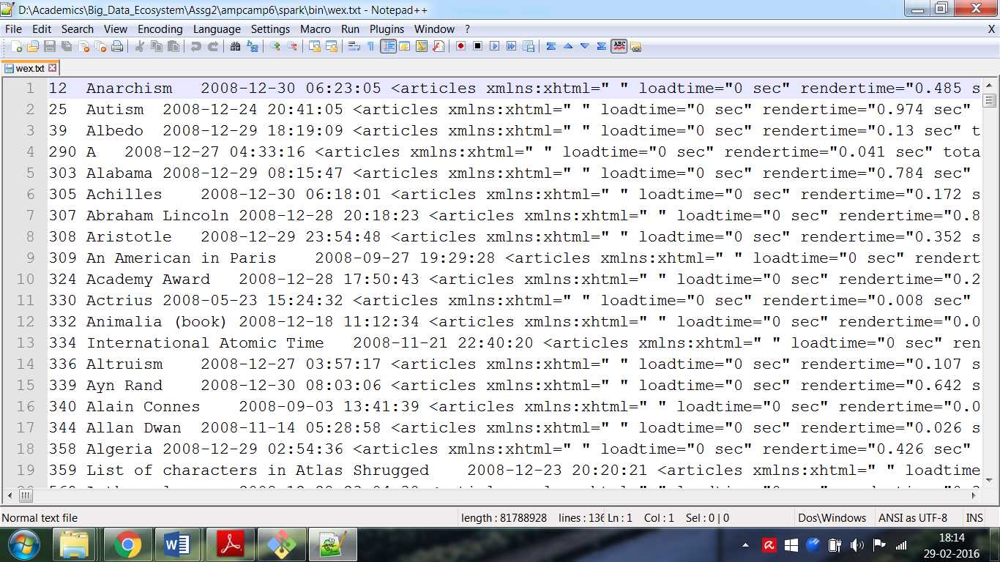 D:\Academics\Big_Data_Ecosystem\Assg2\ampcamp6\spark\bin\wex.txt - Notepad++
File Edit Search View Encoding Language Settings Macro Run Plugins Window ? X
ABC
wex.txt
1 12 Anarchism 2008-12-30 06:23:05 <articles xmlns:xhtml=" " loadtime="0 sec" rendertime="0.485 s
2 25 Autism 2008-12-24 20:41:05 <articles xmlns:xhtml=" " loadtime="0 sec" rendertime="0.974 sec"
3 39 Albedo 2008-12-29 18:19:09 <articles xmlns:xhtml=" " loadtime="0 sec" rendertime="0.13 sec" t
4 290 A 2008-12-27 04:33:16 <articles xmlns:xhtml=" " loadtime="0 sec" rendertime="0.041 sec" tota
5 303 Alabama 2008-12-29 08:15:47 <articles xmlns:xhtml=" " loadtime="0 sec" rendertime="0.784 sec"
6 305 Achilles 2008-12-30 06:18:01 <articles xmlns:xhtml=" " loadtime="0 sec" rendertime="0.172 s
7 307 Abraham Lincoln 2008-12-28 20:18:23 <articles xmlns:xhtml=" " loadtime="0 sec" rendertime="0.8
8 308 Aristotle 2008-12-29 23:54:48 <articles xmlns:xhtml=" " loadtime="0 sec" rendertime="0.352 s
9 309 An American in Paris 2008-09-27 19:29:28 <articles xmlns:xhtml=" " loadtime="0 sec" rendert
10 324 Academy Award 2008-12-28 17:50:43 <articles xmlns:xhtml=" " loadtime="0 sec" rendertime="0.2
11 330 Actrius 2008-05-23 15:24:32 <articles xmlns:xhtml=" " loadtime="0 sec" rendertime="0.008 sec"
12 332 Animalia (book) 2008-12-18 11:12:34 <articles xmlns:xhtml=" " loadtime="0 sec" rendertime="0.0
13 334 International Atomic Time 2008-11-21 22:40:20 <articles xmlns:xhtml=" " loadtime="0 sec" ren
14 336 Altruism 2008-12-27 03:57:17 <articles xmlns:xhtml=" " loadtime="0 sec" rendertime="0.107 s
15 339 Ayn Rand 2008-12-30 08:03:06 <articles xmlns:xhtml=" " loadtime="0 sec" rendertime="0.642 s
16 340 Alain Connes 2008-09-03 13:41:39 <articles xmlns:xhtml=" " loadtime="0 sec" rendertime="0.0
17 344 Allan Dwan 2008-11-14 05:28:58 <articles xmlns:xhtml=" " loadtime="0 sec" rendertime="0.026 s
18 358 Algeria 2008-12-29 02:54:36 <articles xmlns:xhtml=" " loadtime="0 sec" rendertime="0.426 sec"
19 359 List of characters in Atlas Shrugged 2008-12-23 20:20:21 <articles xmlns:xhtml=" " loadtime
Normal text file length : 81788928 lines : 136 Ln : 1 Col : 1 Sel : 0 | 0 Dos\Windows ANSI as UTF-8 INS
18:14
29-02-2016